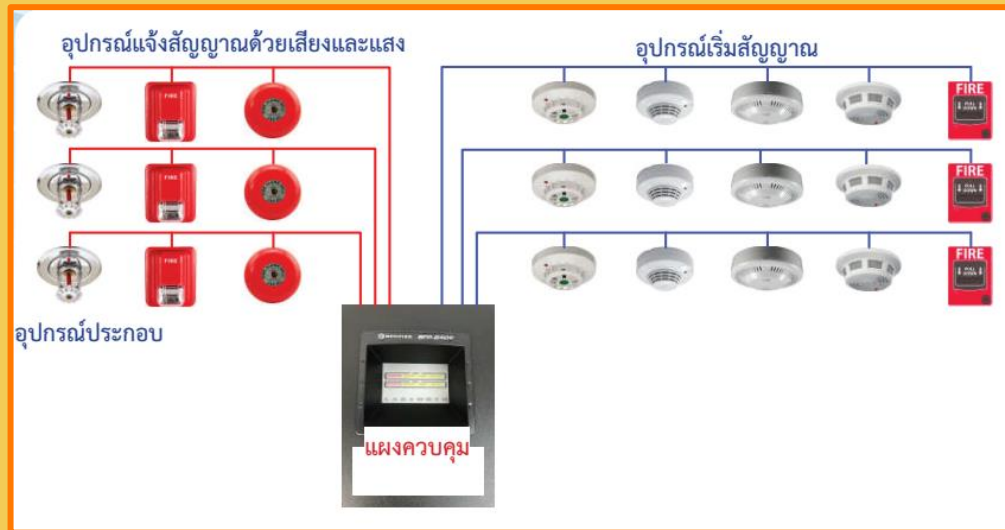 อุปกรณ์แจ้งสัญญาณด้วยเสียงและแสง
อุปกรณ์เริ่มสัญญาณ
FIRE
FIRE
FIRE
FIRE
FIRE
FIRE
อุปกรณ์ประกอบ
NOTIFIER
แผงควบคุม